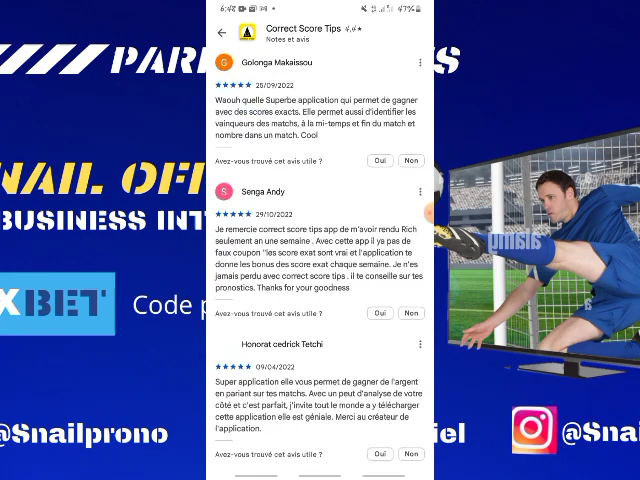 6:48
47%
Correct Score Tips 4,4★
Notes et avis
G Golonga Makaissou
25/09/2022
Waouh quelle Superbe application qui permet de gagner
avec des scores exacts. Elle permet aussi d'identifier les
vainqueurs des matchs, à la mi-temps et fin du match et
nombre dans un match. Cool
Avez-vous trouvé cet avis utile ? Oui Non
S Senga Andy
29/10/2022
Je remercie correct score tips app de m'avoir rendu Rich
seulement an une semaine . Avec cette app il ya pas de
faux coupon "les score exat sont vrai et l'application te
donne les bonus des score exat chaque semaine. Je n'es
jamais perdu avec correct score tips . il te conseille sur tes
pronostics. Thanks for your goodness
Avez-vous trouvé cet avis utile ? Oui Non
Honorat cedrick Tetchi
09/04/2022
Super application elle vous permet de gagner de l'argent
en pariant sur tes matchs. Avec un peut d'analyse de votre
côté et c'est parfait, j'invite tout le monde a y télécharger
cette application elle est géniale. Merci au créateur de
l'application.
Avez-vous trouvé cet avis utile ? Oui Non
PARI
S
NAIL OFI
BUSINESS INT
XBET
Code p
@Snailprono
iel
@Snai